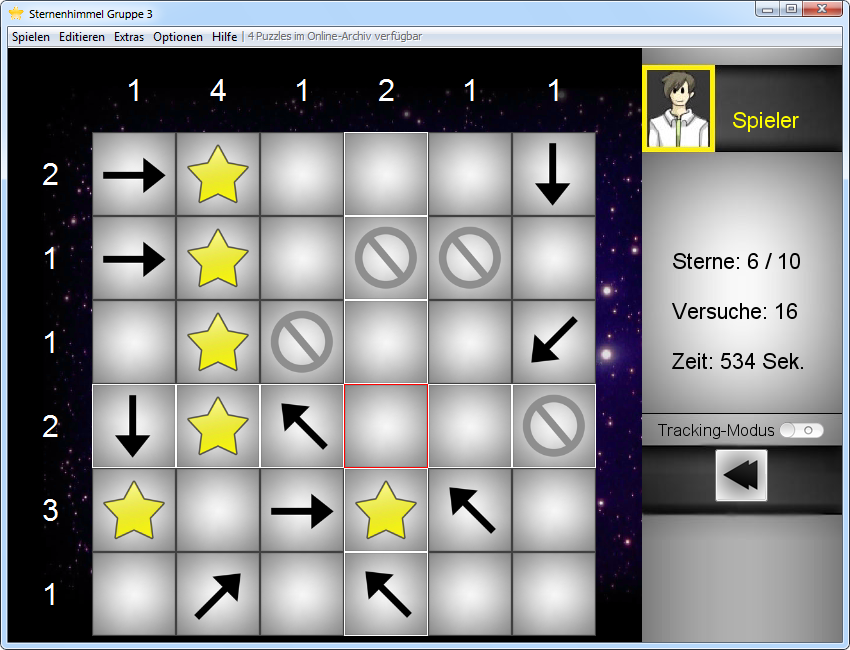 Sternenhimmel Gruppe 3
Spielen Editieren Extras Optionen Hilfe | 4 Puzzles im Online-Archiv verfügbar
1 4 1 2 1 1
2
1
1
2
3
1
Spieler
Sterne: 6 / 10
Versuche: 16
Zeit: 534 Sek.
Tracking-Modus